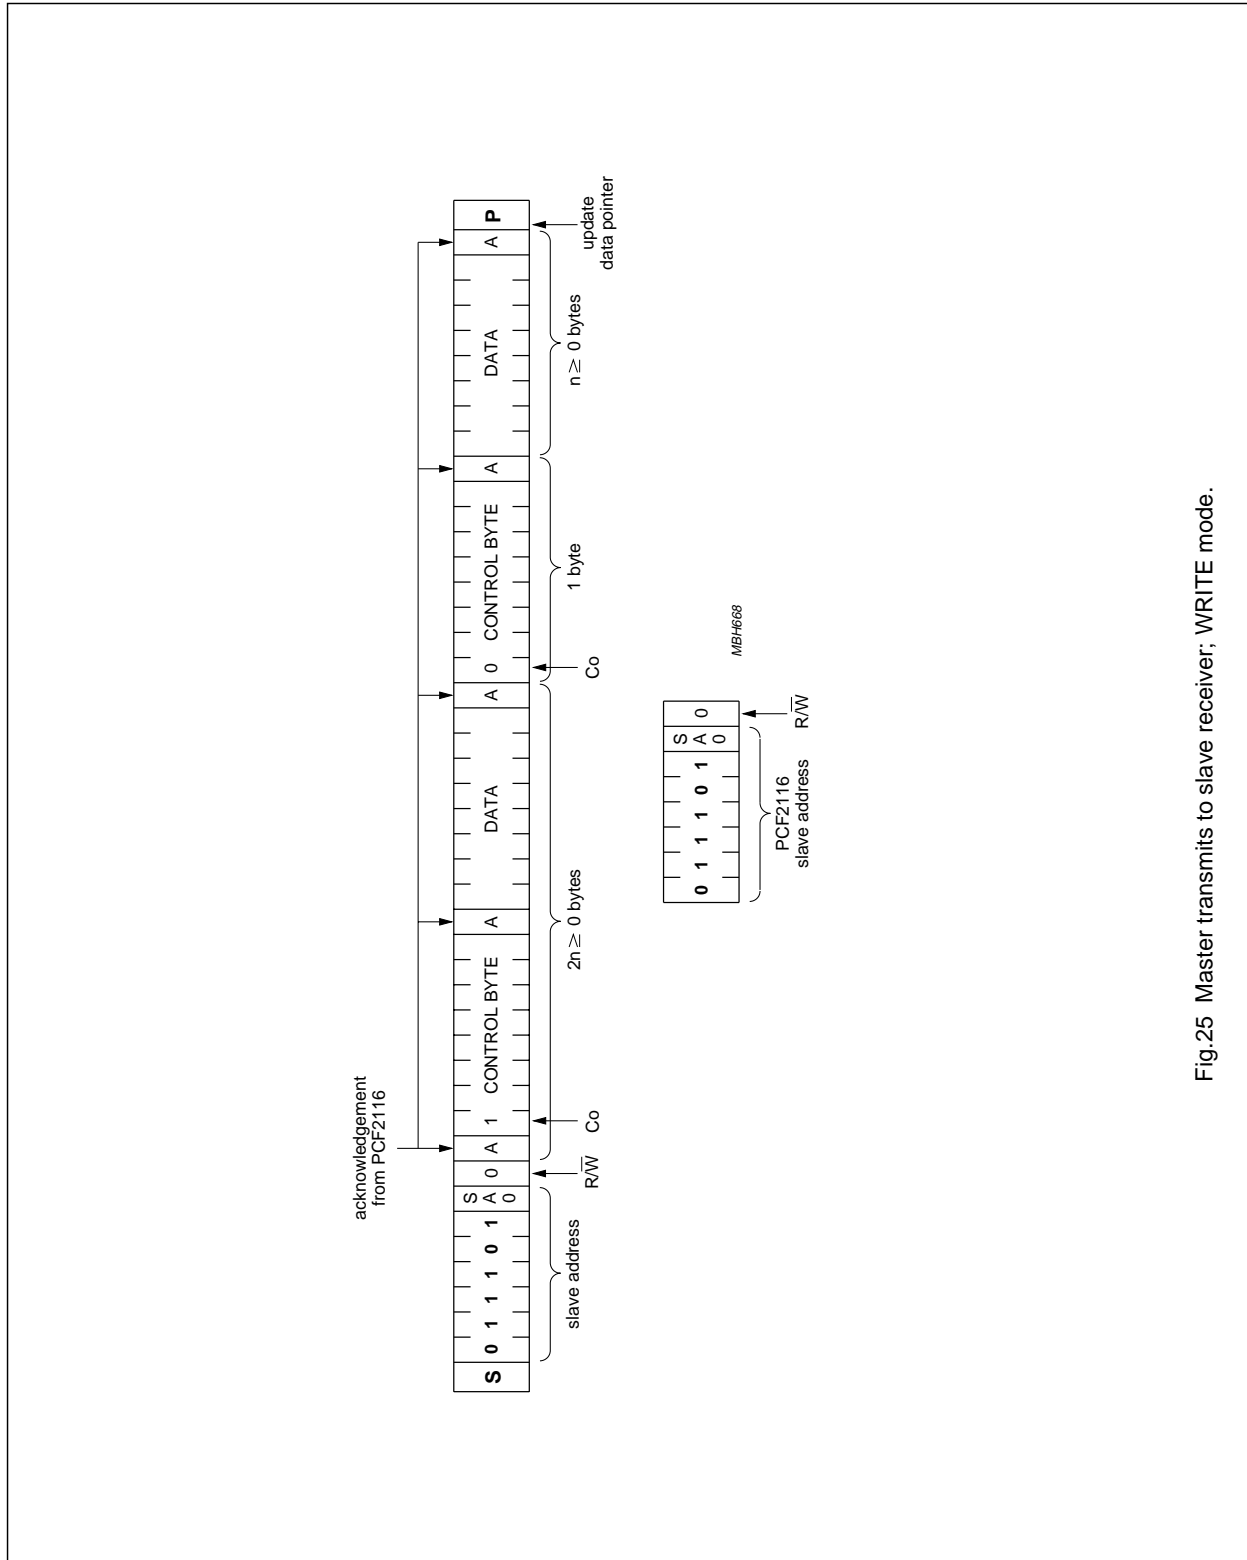 acknowledgement
from PCF2116
S 0 1 1 1 0 1 S A 0 0 A 1 CONTROL BYTE A DATA A 0 CONTROL BYTE A DATA A P
slave address
R/W̅
Co
2n ≥ 0 bytes
Co
1 byte
n ≥ 0 bytes
update
data pointer
0 1 1 1 0 1 S A 0 0
PCF2116
slave address
R/W̅
MBH668
Fig.25 Master transmits to slave receiver; WRITE mode.